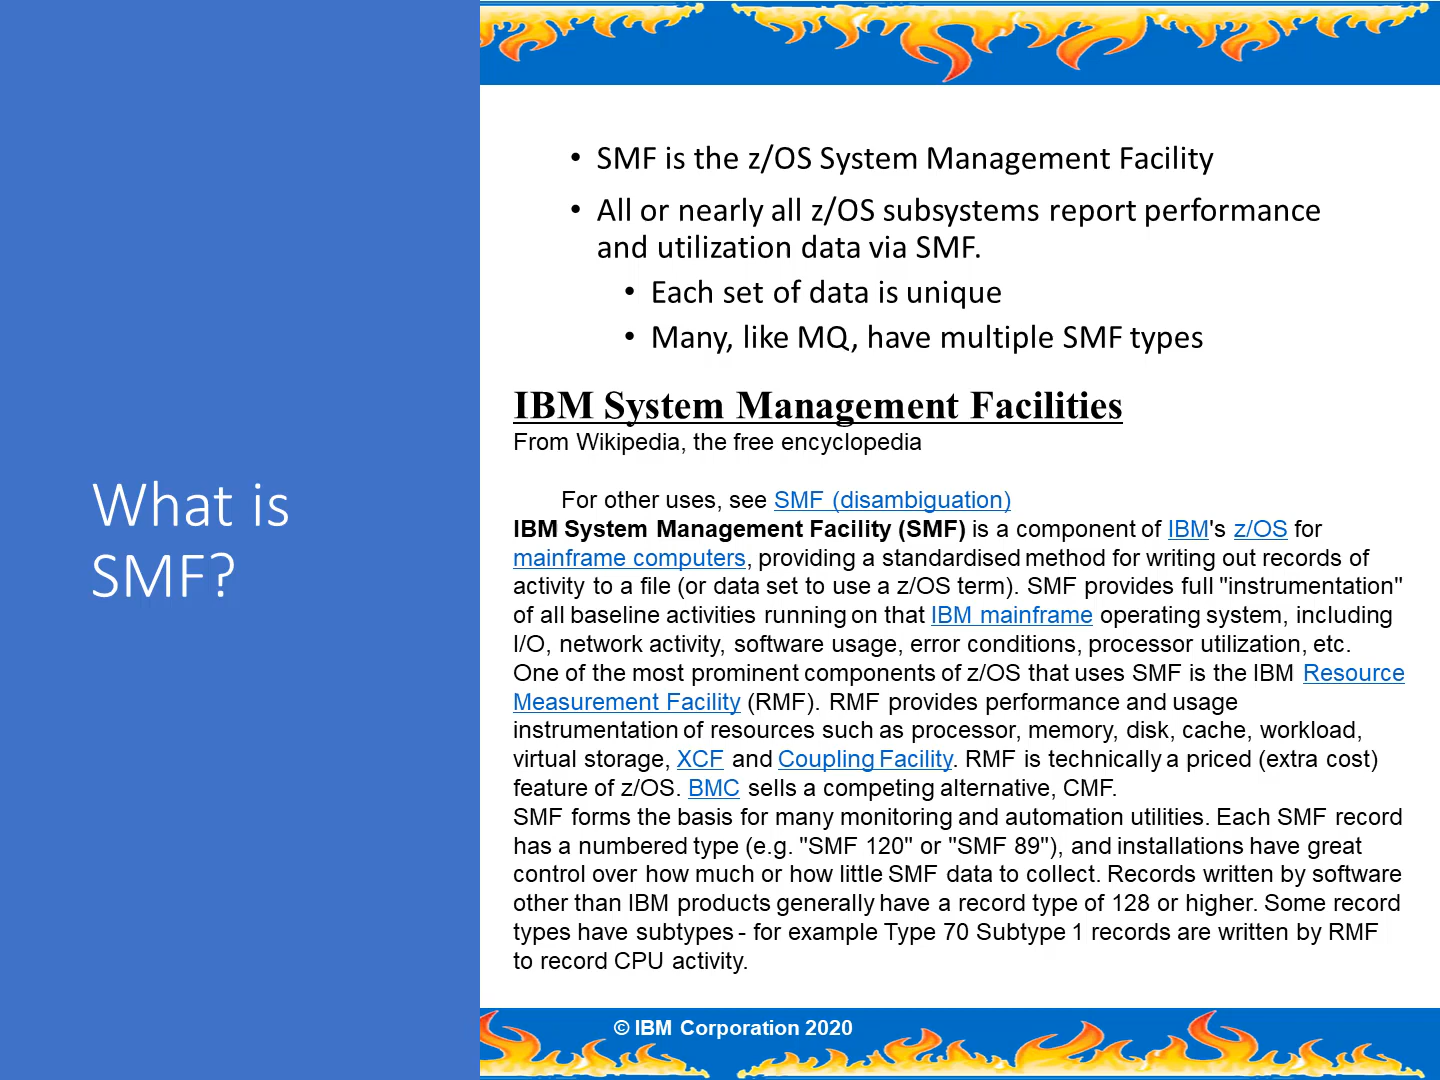 What is
SMF?
• SMF is the z/OS System Management Facility
• All or nearly all z/OS subsystems report performance
and utilization data via SMF.
• Each set of data is unique
• Many, like MQ, have multiple SMF types
IBM System Management Facilities
From Wikipedia, the free encyclopedia
For other uses, see SMF (disambiguation)
IBM System Management Facility (SMF) is a component of IBM's z/OS for
mainframe computers, providing a standardised method for writing out records of
activity to a file (or data set to use a z/OS term). SMF provides full "instrumentation"
of all baseline activities running on that IBM mainframe operating system, including
I/O, network activity, software usage, error conditions, processor utilization, etc.
One of the most prominent components of z/OS that uses SMF is the IBM Resource
Measurement Facility (RMF). RMF provides performance and usage
instrumentation of resources such as processor, memory, disk, cache, workload,
virtual storage, XCF and Coupling Facility. RMF is technically a priced (extra cost)
feature of z/OS. BMC sells a competing alternative, CMF.
SMF forms the basis for many monitoring and automation utilities. Each SMF record
has a numbered type (e.g. "SMF 120" or "SMF 89"), and installations have great
control over how much or how little SMF data to collect. Records written by software
other than IBM products generally have a record type of 128 or higher. Some record
types have subtypes - for example Type 70 Subtype 1 records are written by RMF
to record CPU activity.
© IBM Corporation 2020